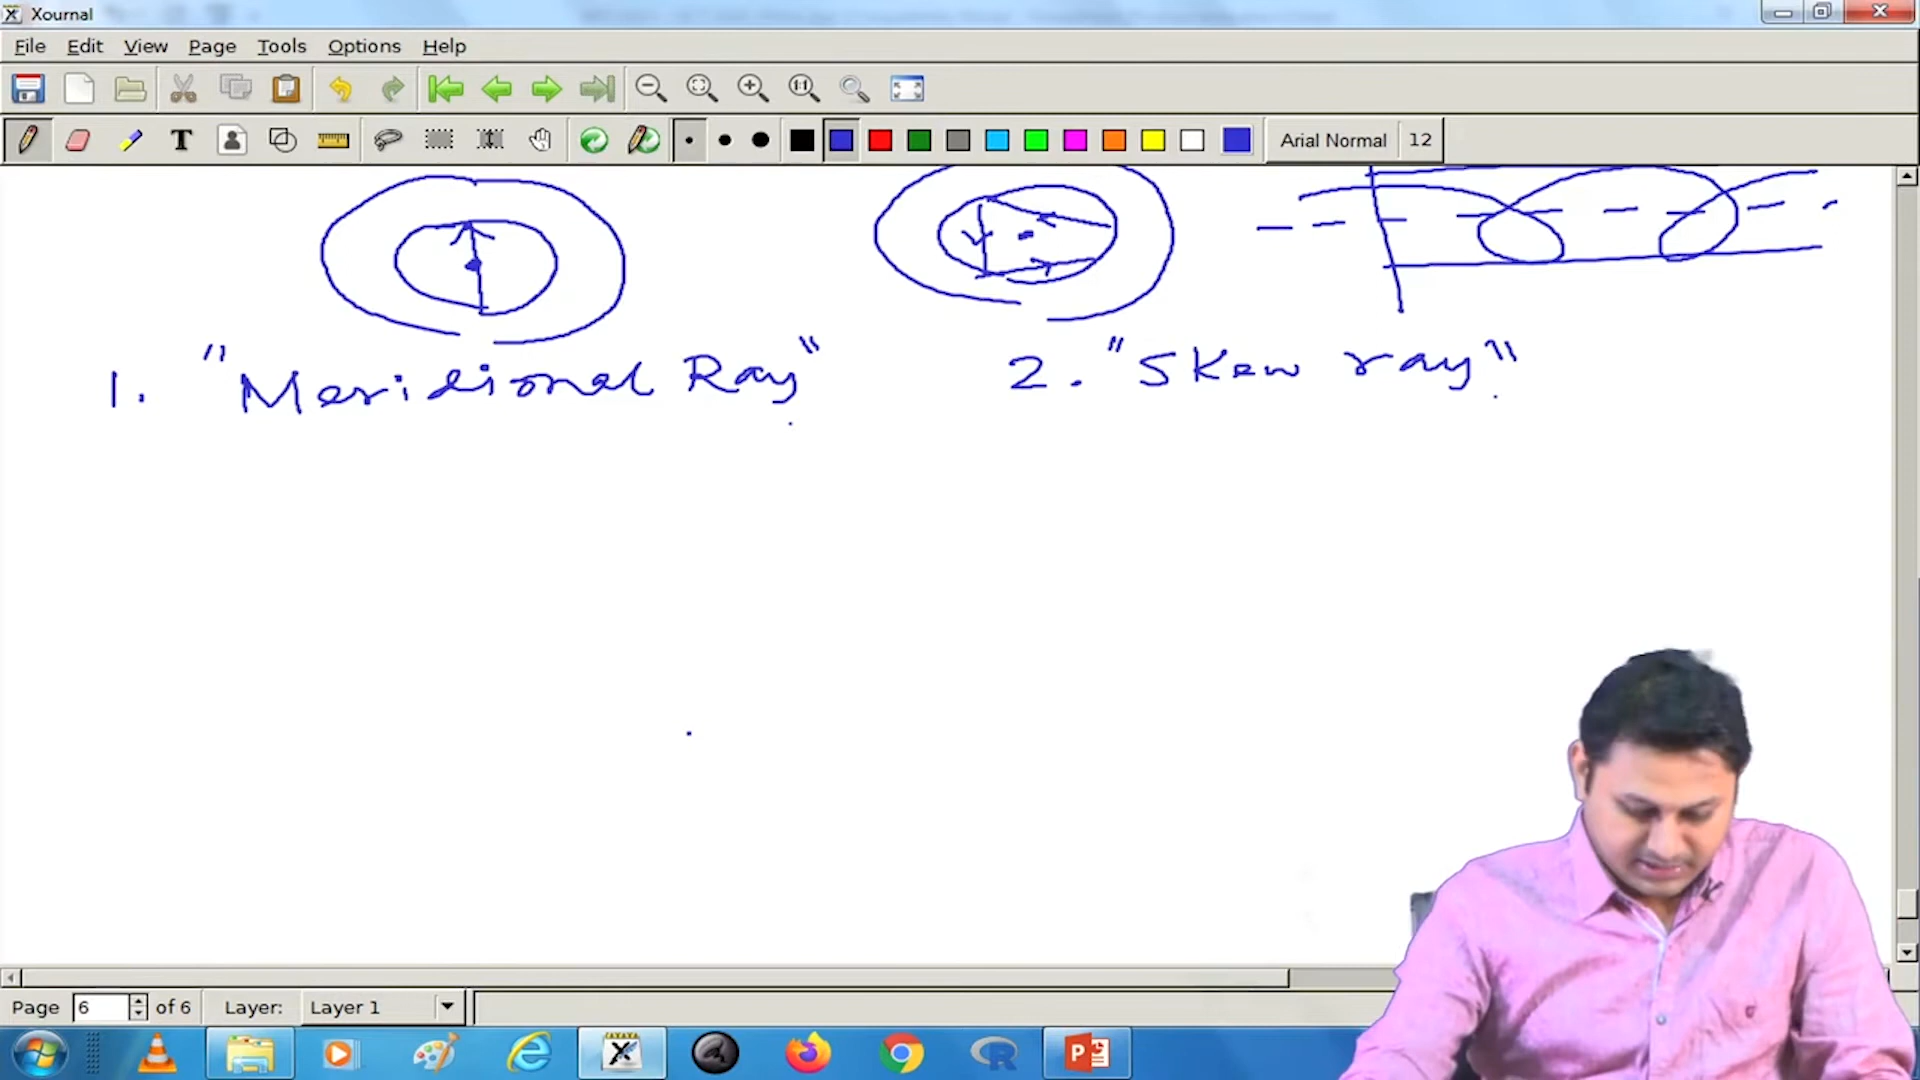 Xournal
File Edit View Page Tools Options Help
Arial Normal 12
1. "Meridional Ray" 2. "Skew ray"
Page 6 of 6 Layer: Layer 1